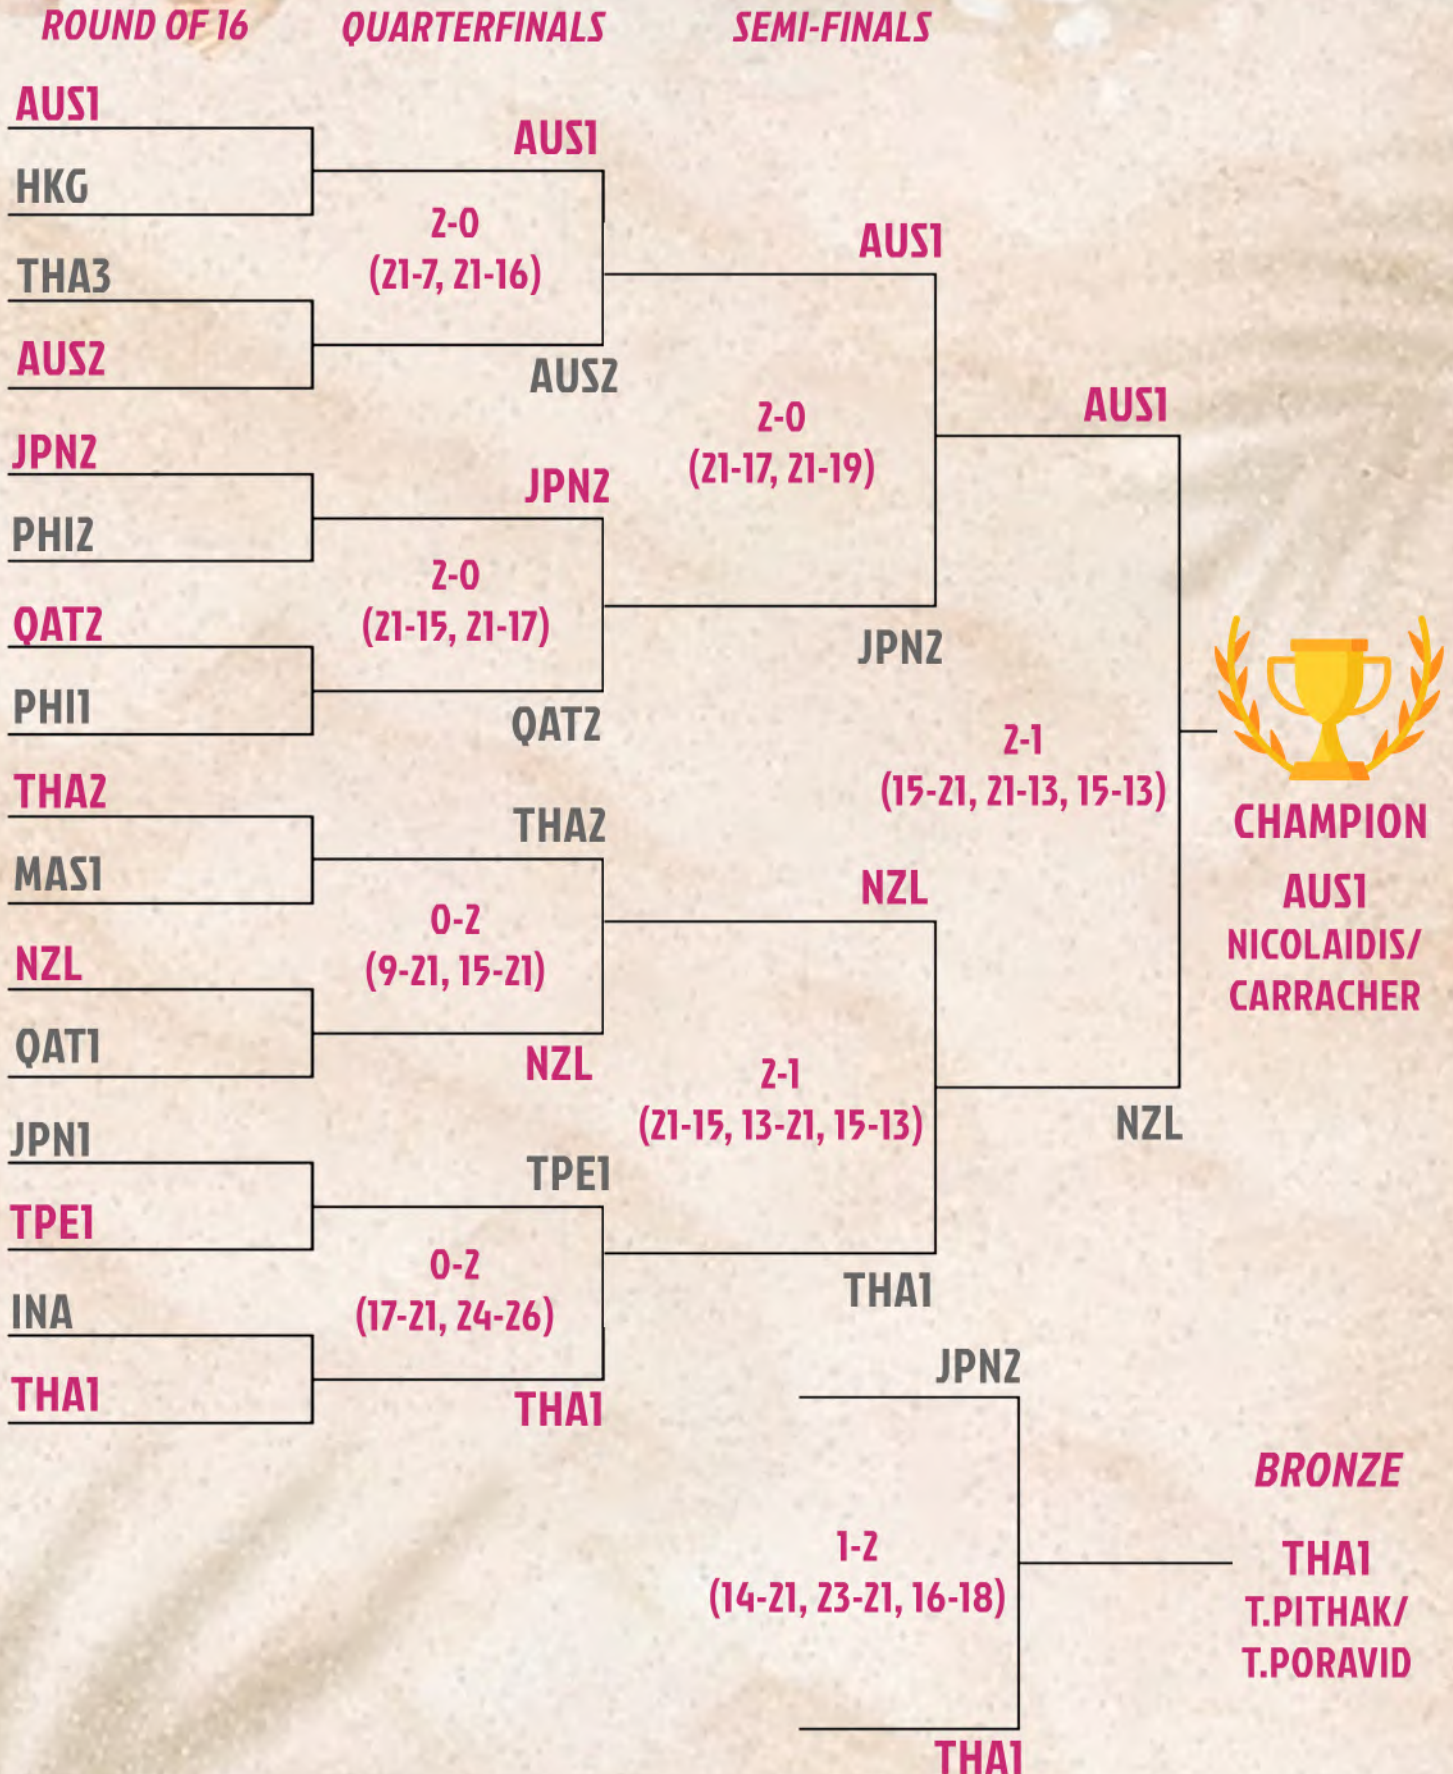 ROUND OF 16
QUARTERFINALS
SEMI-FINALS
AUS1
HKG
THA3
AUS2
JPN2
PHI2
QAT2
PHI1
THA2
MAS1
NZL
QAT1
JPN1
TPE1
INA
THA1
AUS1
2-0
(21-7, 21-16)
AUS2
JPN2
2-0
(21-15, 21-17)
QAT2
THA2
0-2
(9-21, 15-21)
NZL
TPE1
0-2
(17-21, 24-26)
THA1
AUS1
2-0
(21-17, 21-19)
JPN2
NZL
2-1
(21-15, 13-21, 15-13)
THA1
AUS1
2-1
(15-21, 21-13, 15-13)
NZL
CHAMPION
AUS1
NICOLAIDIS/
CARRACHER
JPN2
1-2
(14-21, 23-21, 16-18)
THA1
BRONZE
THA1
T.PITHAK/
T.PORAVID